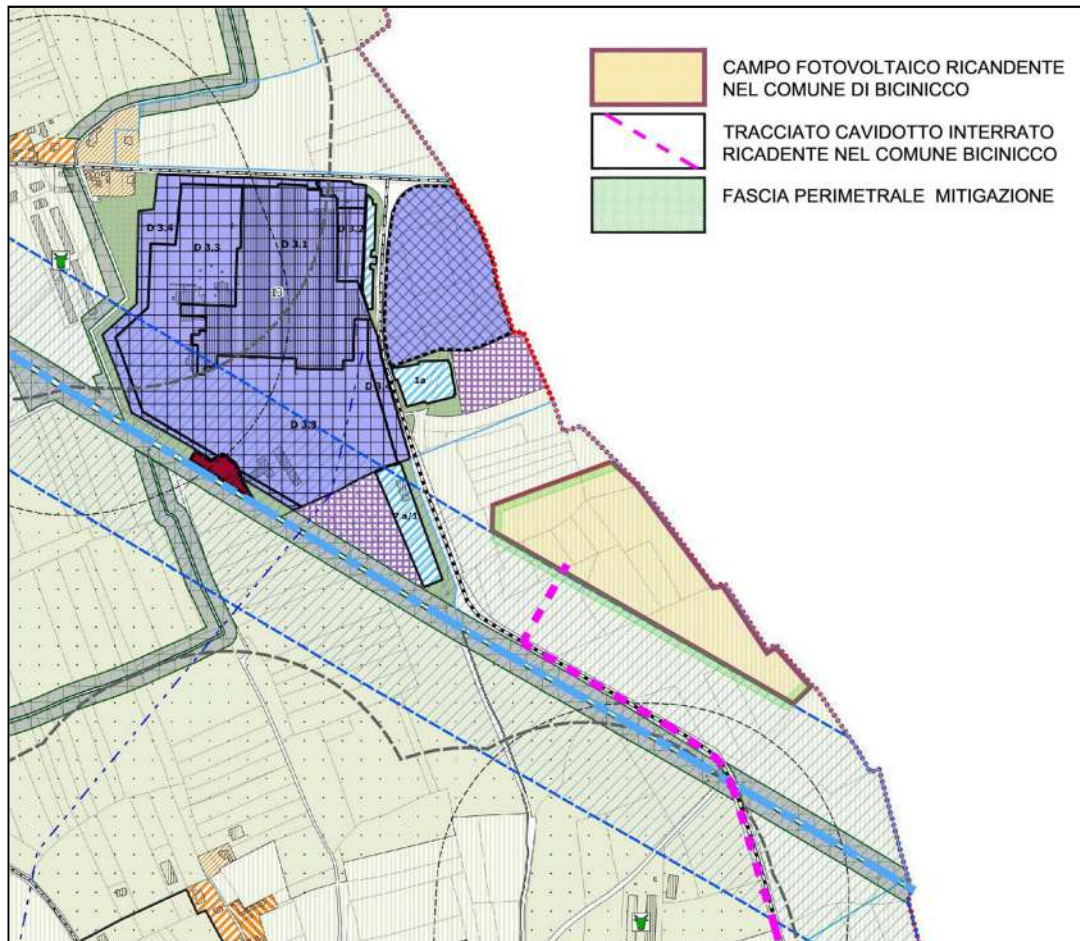 CAMPO FOTOVOLTAICO RICANDENTE
NEL COMUNE DI BICINICCO
TRACCIATO CAVIDOTTO INTERRATO
RICADENTE NEL COMUNE BICINICCO
FASCIA PERIMETRALE MITIGAZIONE
D 3.4
D 3.3
D 3.1
D 3.2
1a
D 3.3